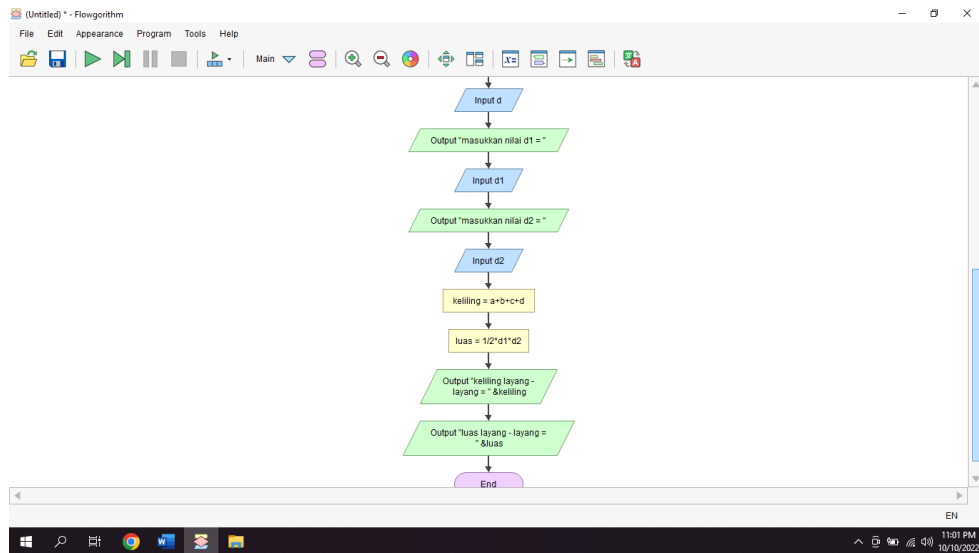 (Untitled) * - Flowgorithm
File Edit Appearance Program Tools Help
Main
x=
A
Input d
Output "masukkan nilai d1 = "
Input d1
Output "masukkan nilai d2 = "
Input d2
keliling = a+b+c+d
luas = 1/2*d1*d2
Output "keliling layang -
layang = " &keliling
Output "luas layang - layang =
" &luas
End
EN
11:01 PM
10/10/2022